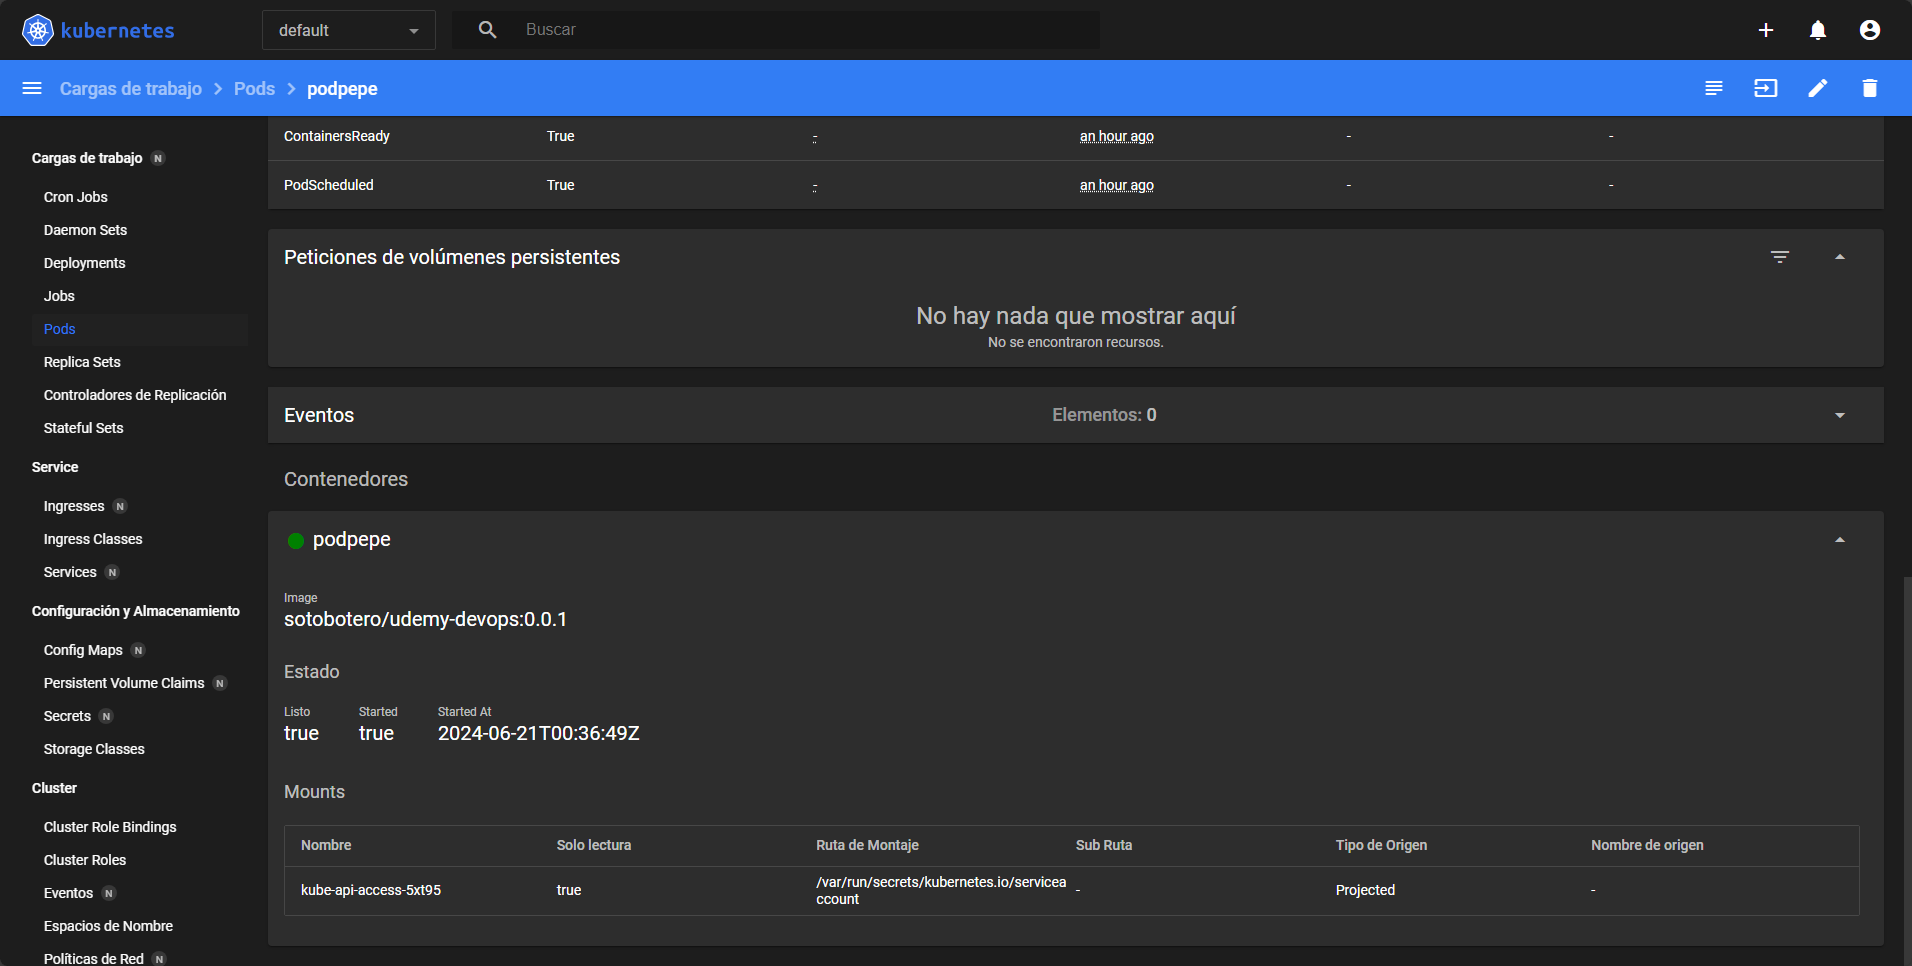 kubernetes
default
Buscar
Cargas de trabajo
Pods
podpepe
Cargas de trabajo N
Cron Jobs
Daemon Sets
Deployments
Jobs
Pods
Replica Sets
Controladores de Replicación
Stateful Sets
Service
Ingresses N
Ingress Classes
Services N
Configuración y Almacenamiento
Config Maps N
Persistent Volume Claims N
Secrets N
Storage Classes
Cluster
Cluster Role Bindings
Cluster Roles
Eventos N
Espacios de Nombre
Políticas de Red N
ContainersReady True - an hour ago - -
PodScheduled True - an hour ago - -
Peticiones de volúmenes persistentes
No hay nada que mostrar aquí
No se encontraron recursos.
Eventos Elementos: 0
Contenedores
podpepe
Image
sotobotero/udemy-devops:0.0.1
Estado
Listo Started Started At
true true 2024-06-21T00:36:49Z
Mounts
Nombre Solo lectura Ruta de Montaje Sub Ruta Tipo de Origen Nombre de origen
kube-api-access-5xt95 true /var/run/secrets/kubernetes.io/servicea - Projected -
ccount